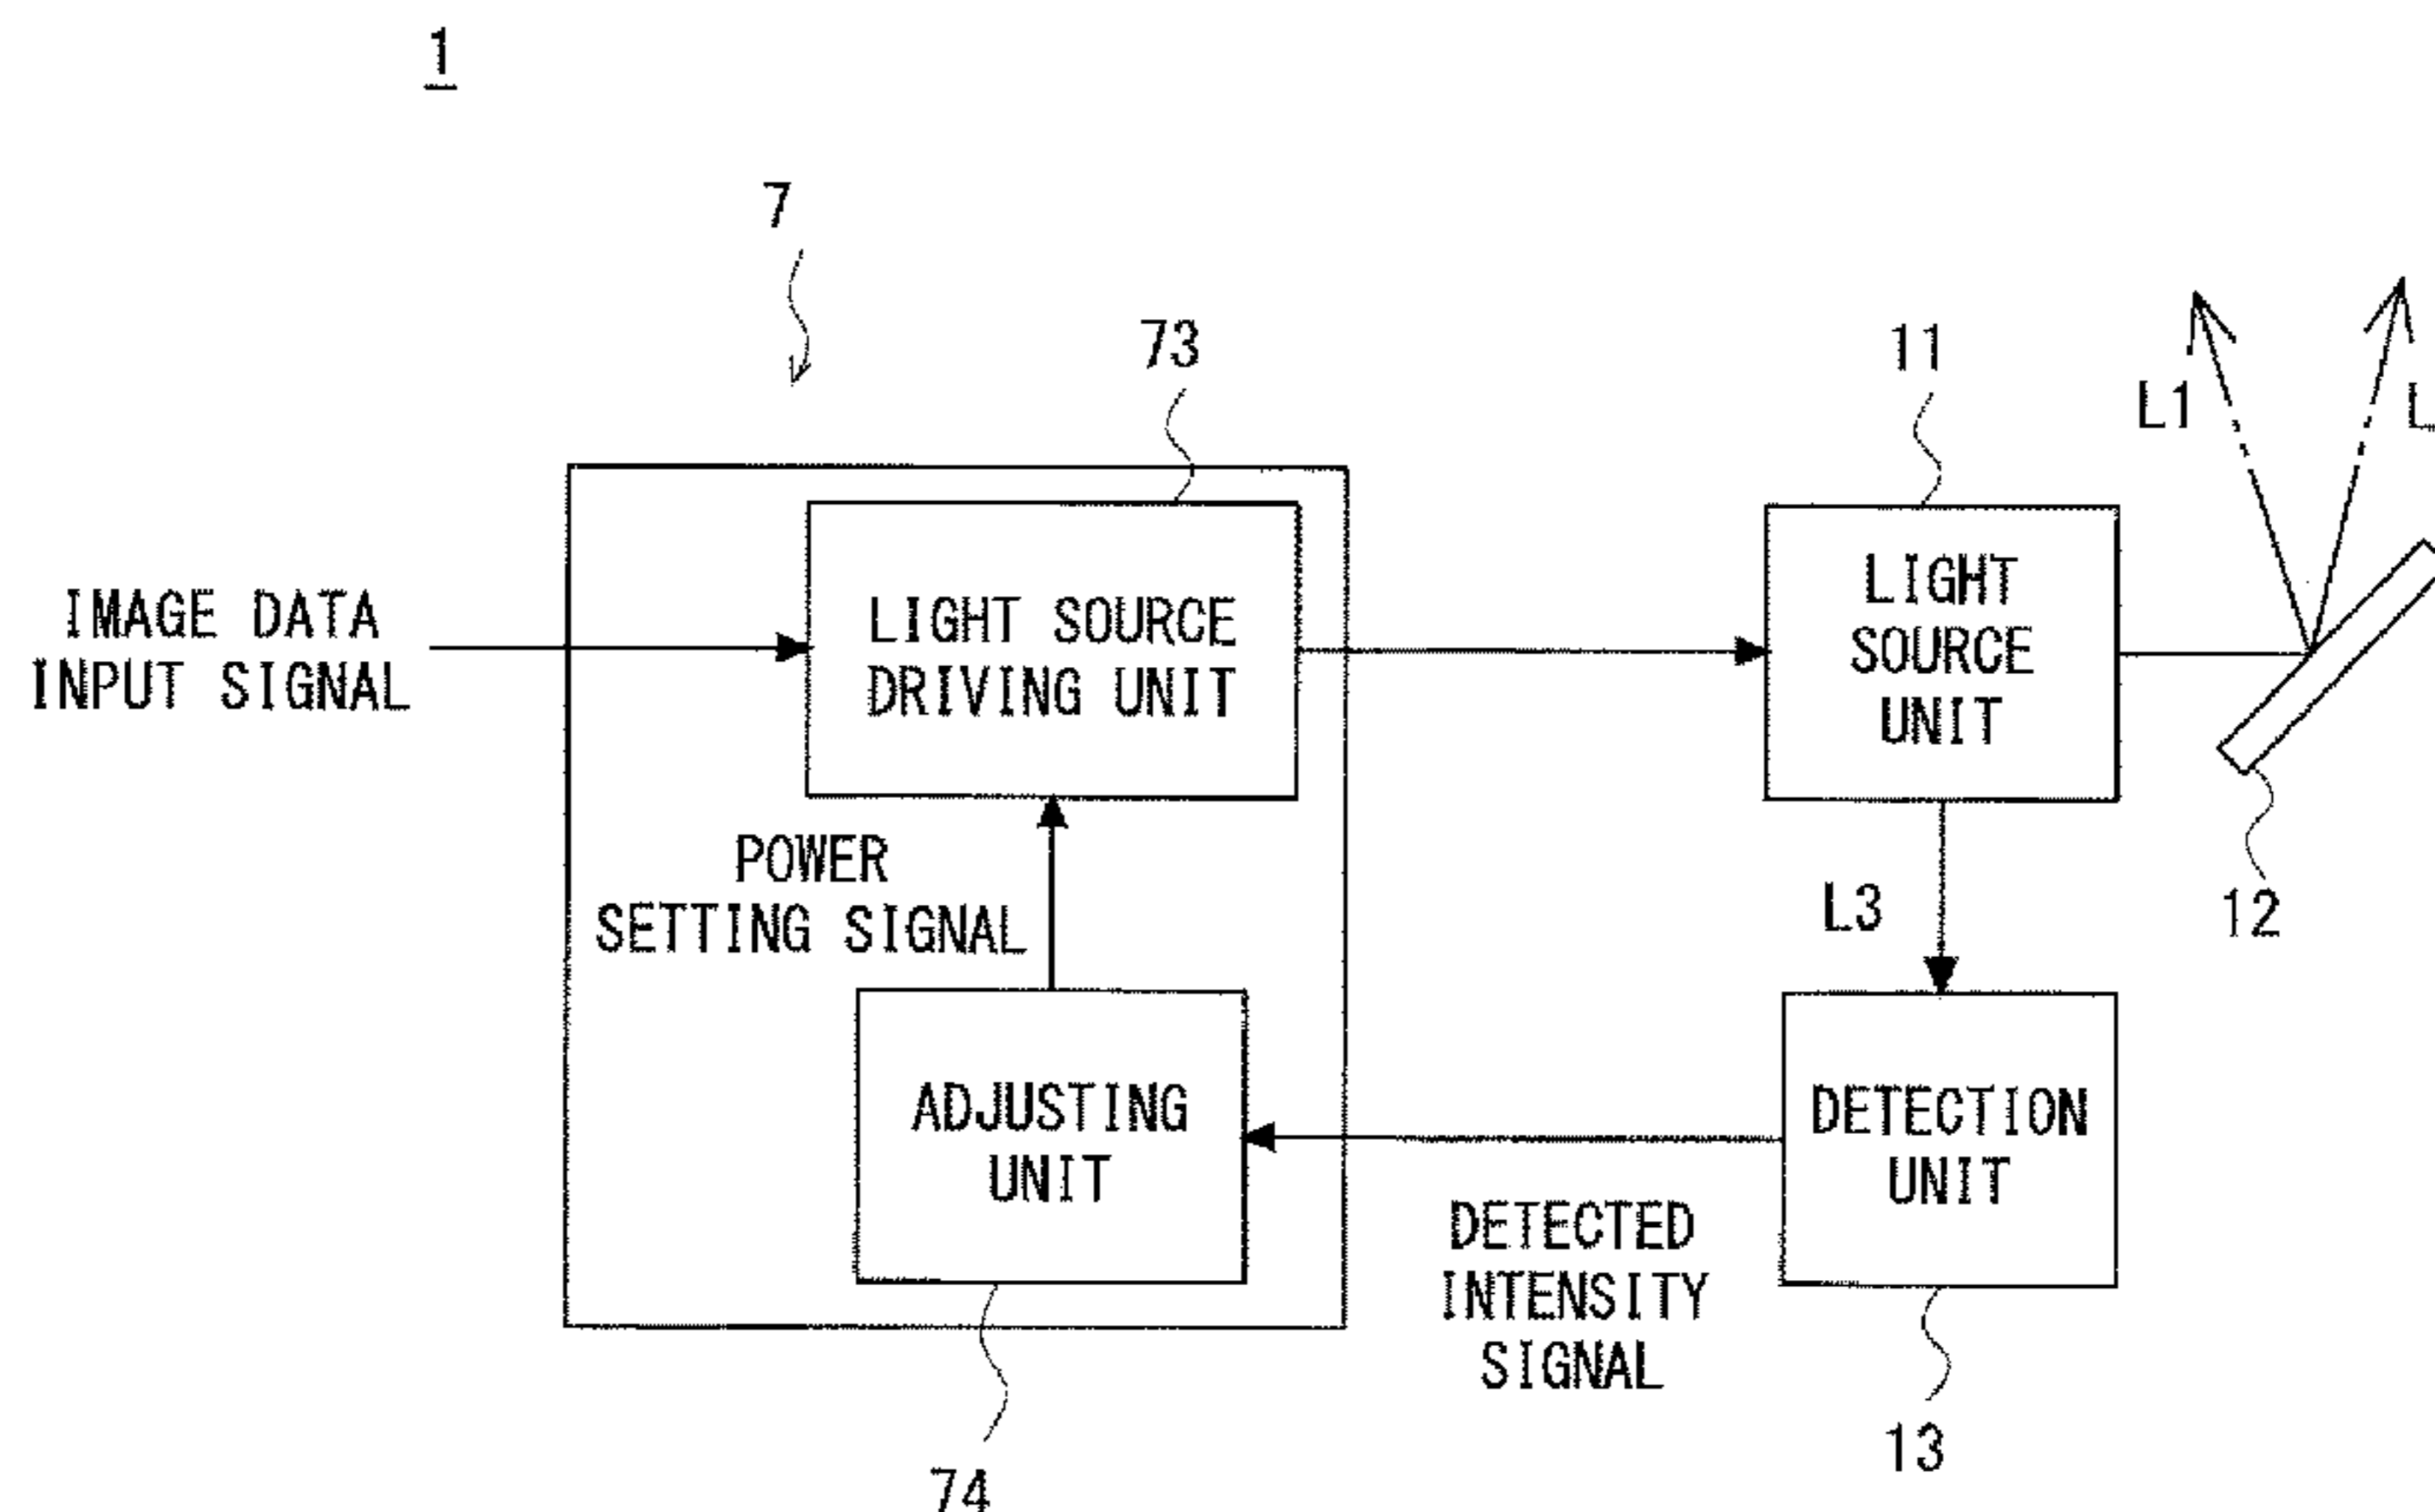 1
7
73
11
L1
L
IMAGE DATA
INPUT SIGNAL
LIGHT SOURCE
DRIVING UNIT
LIGHT
SOURCE
UNIT
POWER
SETTING SIGNAL
L3
12
ADJUSTING
UNIT
DETECTION
UNIT
DETECTED
INTENSITY
SIGNAL
74
13